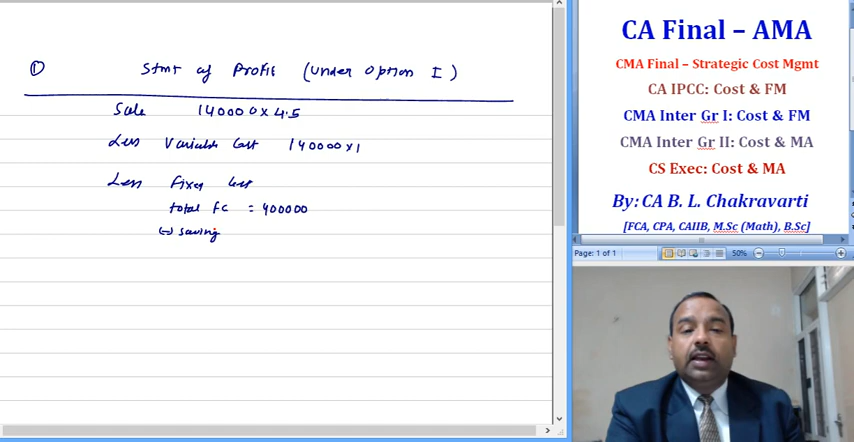 ① Stmt of Profit (Under Option I)
Sale 140000 x 4.5
Less Variable Cost 140000 x 1
Less Fixed Cost
total FC = 400000
(-) saving
CA Final – AMA
CMA Final – Strategic Cost Mgmt
CA IPCC: Cost & FM
CMA Inter Gr I: Cost & FM
CMA Inter Gr II: Cost & MA
CS Exec: Cost & MA
By: CA B. L. Chakravarti
[FCA, CPA, CAIIB, M.Sc (Math), B.Sc]
Page: 1 of 1 50%